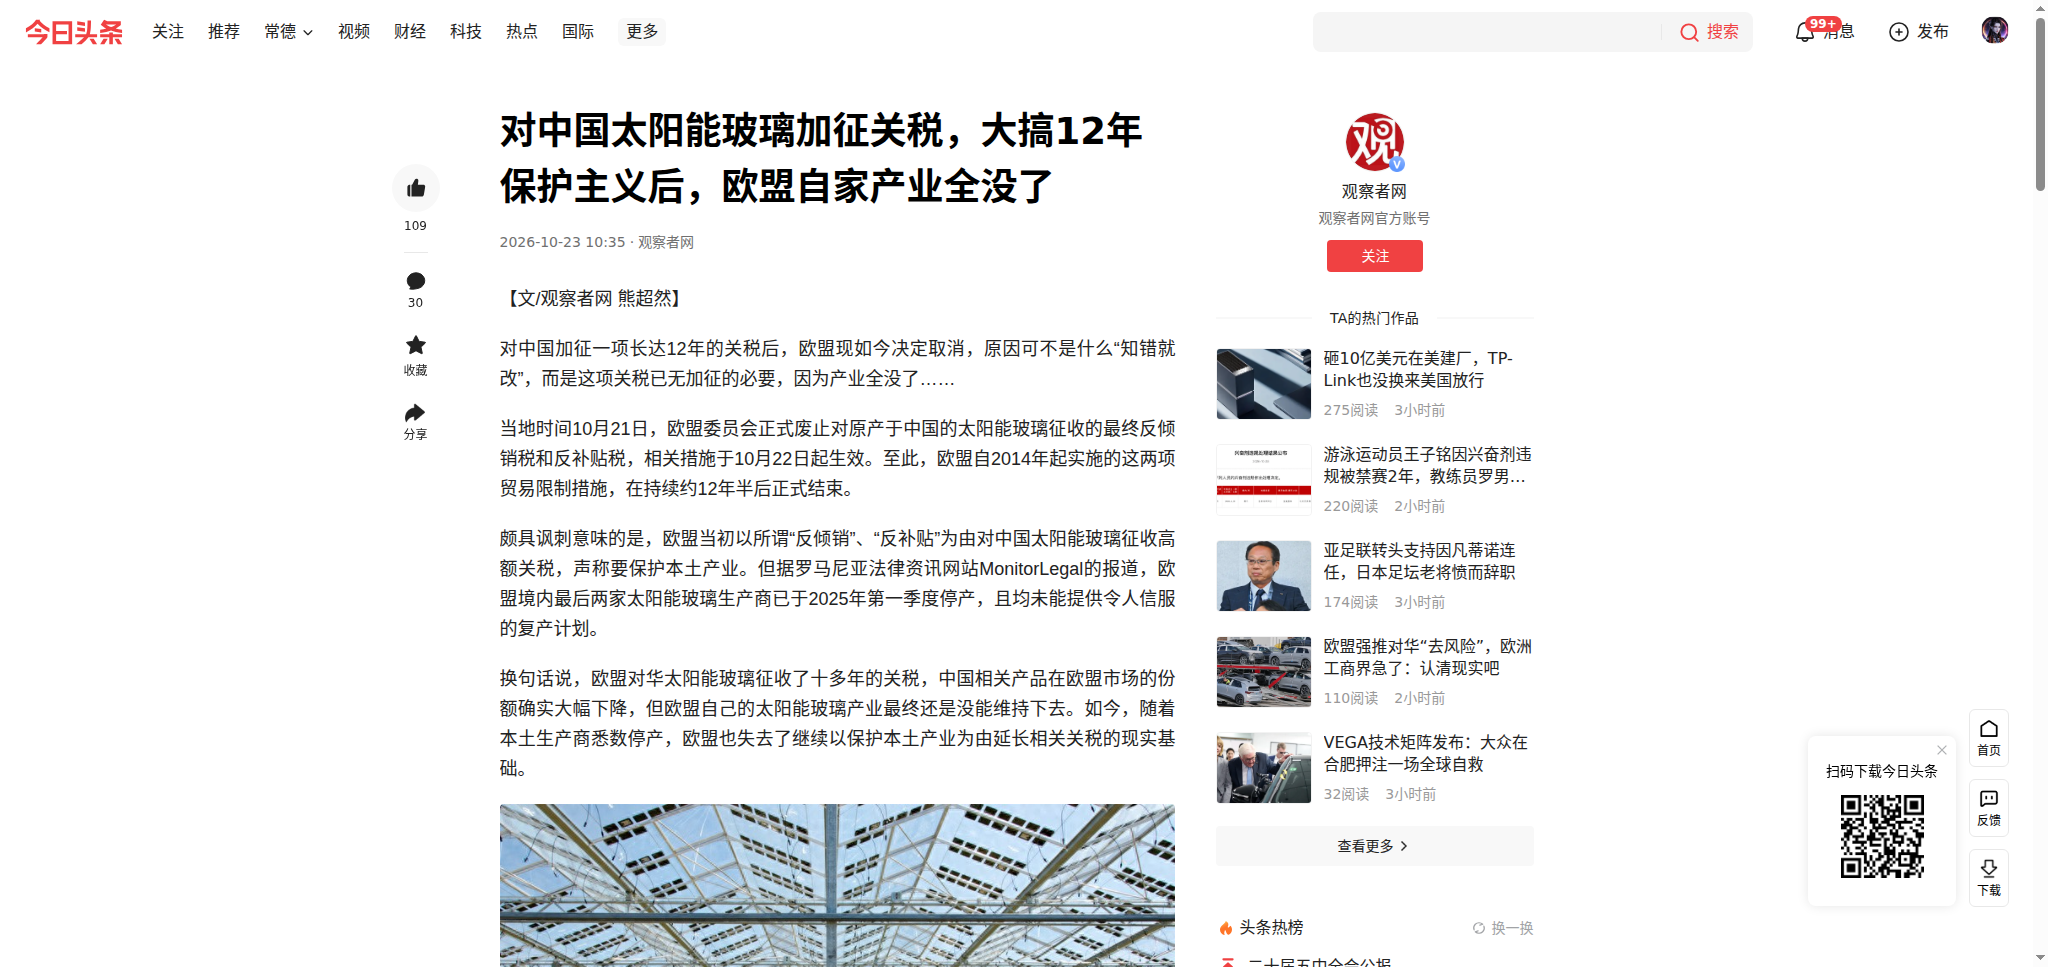 今日头条
关注 推荐 常德 视频 财经 科技 热点 国际 更多
搜索
99+
消息
发布
对中国太阳能玻璃加征关税，大搞12年
保护主义后，欧盟自家产业全没了
2026-10-23 10:35 · 观察者网
109
30
收藏
分享
【文/观察者网 熊超然】
对中国加征一项长达12年的关税后，欧盟现如今决定取消，原因可不是什么“知错就
改”，而是这项关税已无加征的必要，因为产业全没了……
当地时间10月21日，欧盟委员会正式废止对原产于中国的太阳能玻璃征收的最终反倾
销税和反补贴税，相关措施于10月22日起生效。至此，欧盟自2014年起实施的这两项
贸易限制措施，在持续约12年半后正式结束。
颇具讽刺意味的是，欧盟当初以所谓“反倾销”、“反补贴”为由对中国太阳能玻璃征收高
额关税，声称要保护本土产业。但据罗马尼亚法律资讯网站MonitorLegal的报道，欧
盟境内最后两家太阳能玻璃生产商已于2025年第一季度停产，且均未能提供令人信服
的复产计划。
换句话说，欧盟对华太阳能玻璃征收了十多年的关税，中国相关产品在欧盟市场的份
额确实大幅下降，但欧盟自己的太阳能玻璃产业最终还是没能维持下去。如今，随着
本土生产商悉数停产，欧盟也失去了继续以保护本土产业为由延长相关关税的现实基
础。
观
V
观察者网
观察者网官方账号
关注
TA的热门作品
砸10亿美元在美建厂，TP-
Link也没换来美国放行
275阅读 3小时前
游泳运动员王子铭因兴奋剂违
规被禁赛2年，教练员罗男...
220阅读 2小时前
亚足联转头支持因凡蒂诺连
任，日本足坛老将愤而辞职
174阅读 3小时前
欧盟强推对华“去风险”，欧洲
工商界急了：认清现实吧
110阅读 2小时前
VEGA技术矩阵发布：大众在
合肥押注一场全球自救
32阅读 3小时前
查看更多
头条热榜
换一换
二十届五中全会公报
扫码下载今日头条
首页
反馈
下载